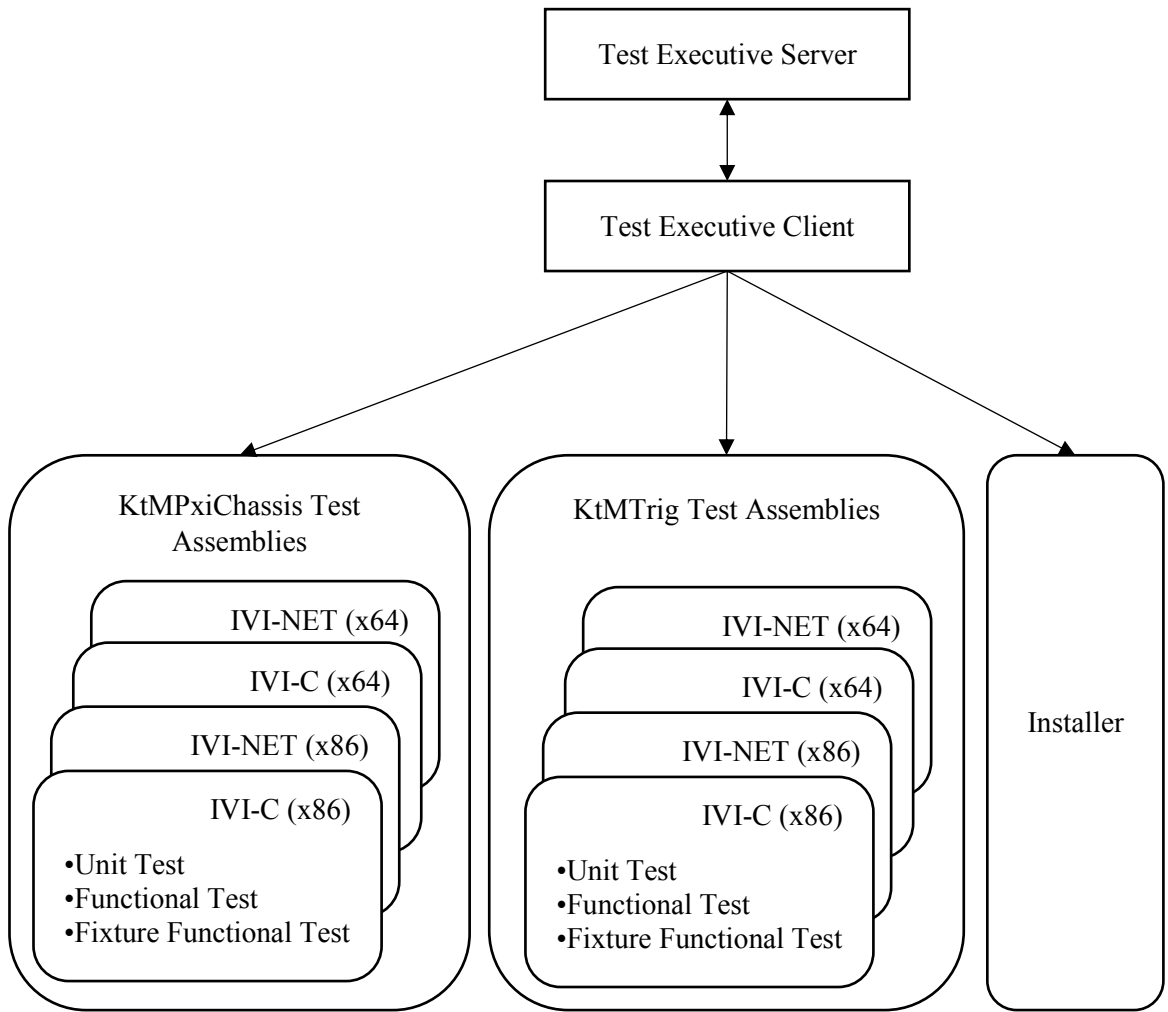 Test Executive Server
Test Executive Client
KtMPxiChassis Test
Assemblies
IVI-NET (x64)
IVI-C (x64)
IVI-NET (x86)
IVI-C (x86)
•Unit Test
•Functional Test
•Fixture Functional Test
KtMTrig Test Assemblies
IVI-NET (x64)
IVI-C (x64)
IVI-NET (x86)
IVI-C (x86)
•Unit Test
•Functional Test
•Fixture Functional Test
Installer